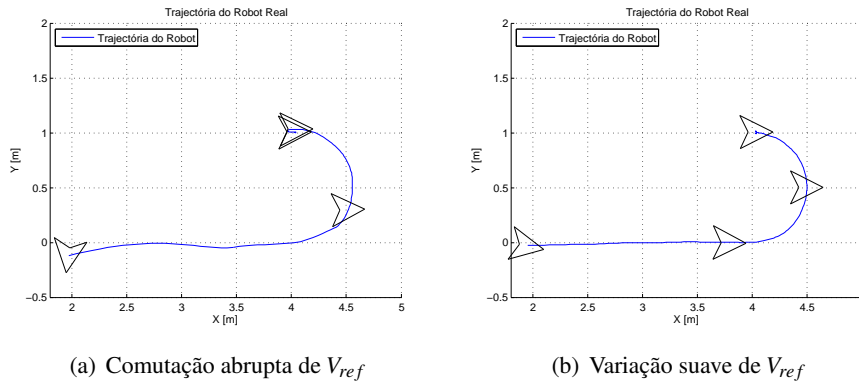 Trajectória do Robot Real
Trajectória do Robot
2
1.5
1
0.5
0
−0.5
Y [m]
2
2.5
3
3.5
4
4.5
5
X [m]
(a) Comutação abrupta de Vref
Trajectória do Robot Real
Trajectória do Robot
2
1.5
1
0.5
0
−0.5
Y [m]
2
2.5
3
3.5
4
4.5
X [m]
(b) Variação suave de Vref